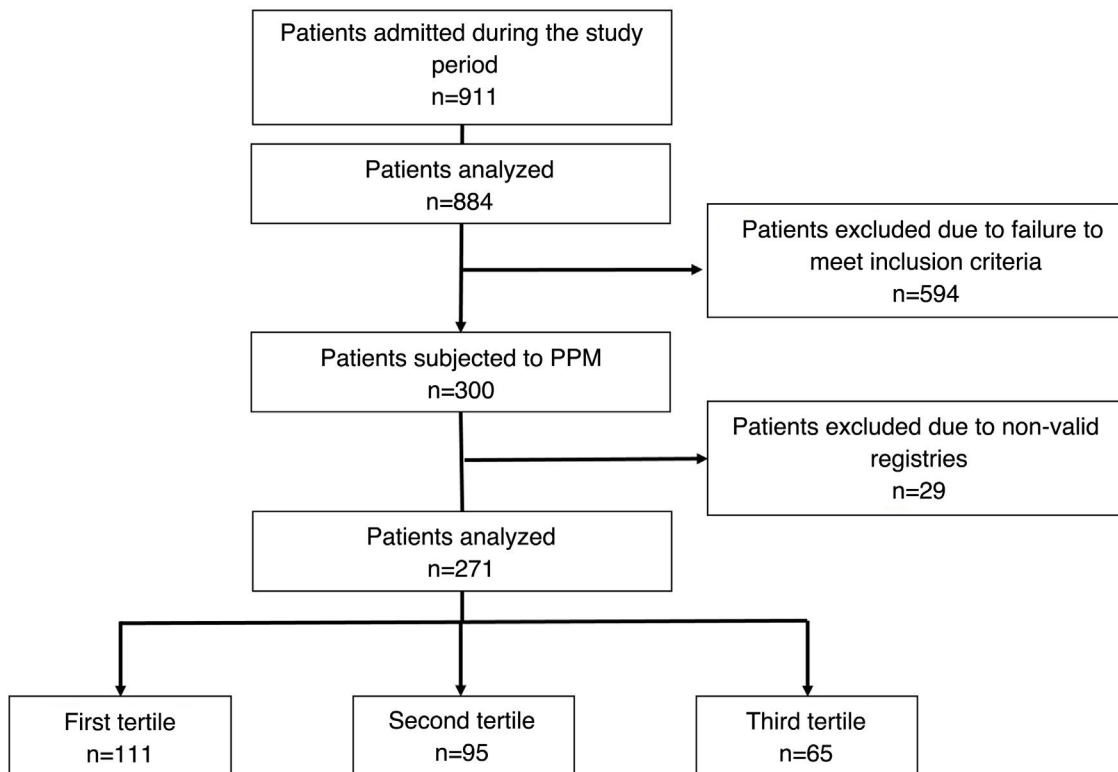 Patients admitted during the study
period
n=911
Patients analyzed
n=884
Patients excluded due to failure to
meet inclusion criteria
n=594
Patients subjected to PPM
n=300
Patients excluded due to non-valid
registries
n=29
Patients analyzed
n=271
First tertile
n=111
Second tertile
n=95
Third tertile
n=65